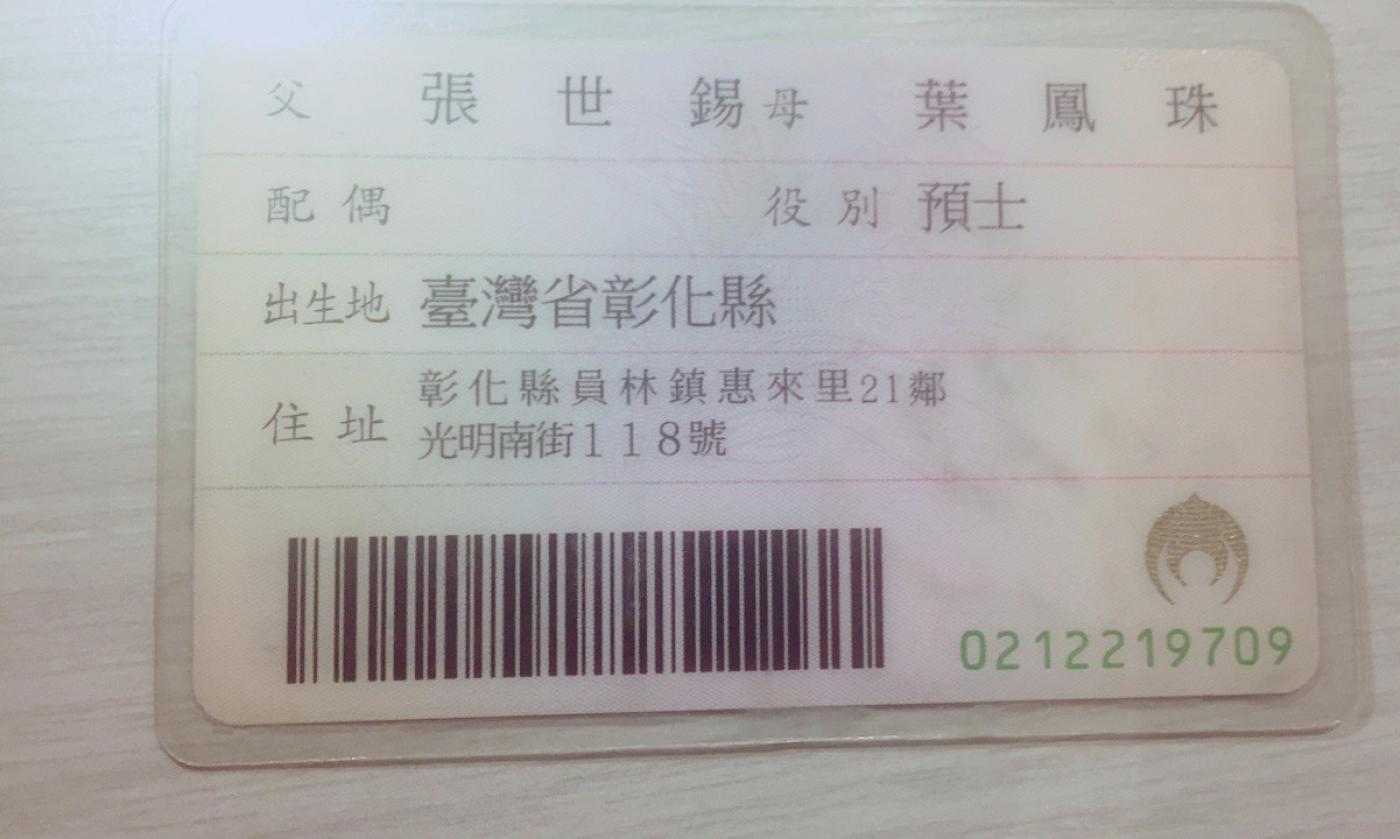 父 張世錫 母 葉鳳珠
配偶 役別 預士
出生地 臺灣省彰化縣
住址 彰化縣員林鎮惠來里21鄰
光明南街118號
0212219709